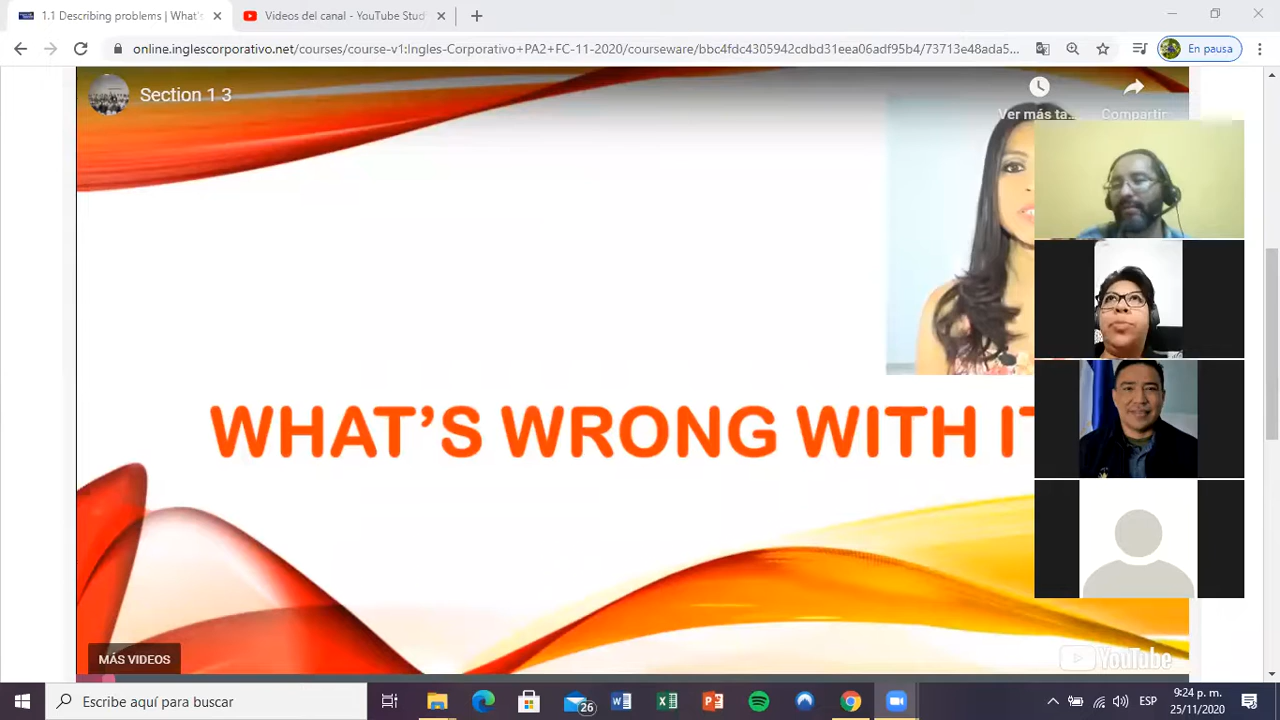 1.1 Describing problems | What's
Videos del canal - YouTube Stud
online.inglescorporativo.net/courses/course-v1:Ingles-Corporativo+PA2+FC-11-2020/courseware/bbc4fdc4305942cdbd31eea06adf95b4/73713e48ada5...
En pausa
Section 1 3
Ver más ta...
Compartir
WHAT'S WRONG WITH IT
MÁS VIDEOS
YouTube
Escribe aquí para buscar
26
ESP
9:24 p. m.
25/11/2020